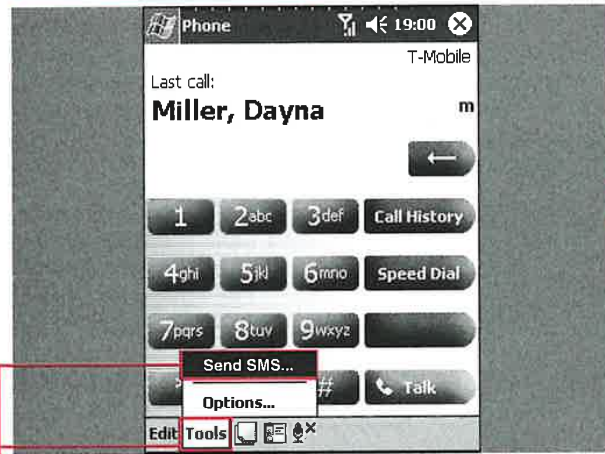 Phone 19:00
T-Mobile
Last call:
Miller, Dayna m
1 2abc 3def Call History
4ghi 5jkl 6mno Speed Dial
7pqrs 8tuv 9wxyz
Send SMS...
# Talk
Options...
Edit Tools